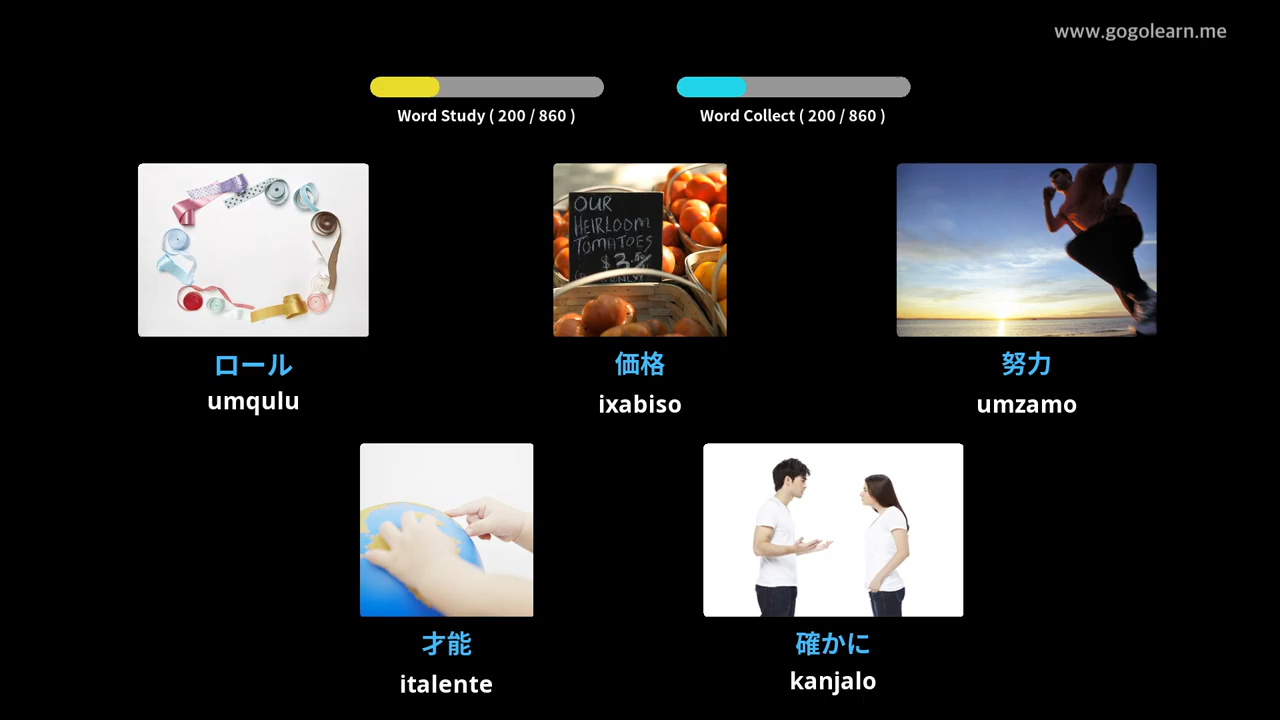 www.gogolearn.me
Word Study ( 200 / 860 )
Word Collect ( 200 / 860 )
OUR
HEIRLOOM
TOMATOES
ロール
umqulu
価格
ixabiso
努力
umzamo
才能
italente
確かに
kanjalo